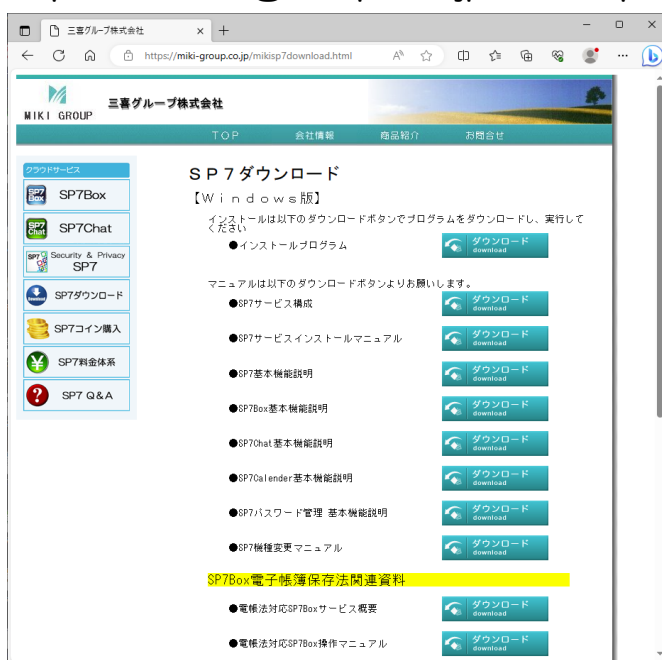 三喜グループ株式会社
https://miki-group.co.jp/mikisp7download.html
MIKI GROUP
三喜グループ株式会社
TOP 会社情報 商品紹介 お問合せ
クラウドサービス
SP7Box
SP7Chat
Security & Privacy
SP7
SP7ダウンロード
SP7コイン購入
SP7料金体系
SP7 Q&A
SP7ダウンロード
【Windows版】
インストールは以下のダウンロードボタンでプログラムをダウンロードし、実行して
ください
●インストールプログラム
ダウンロード
download
マニュアルは以下のダウンロードボタンよりお願いします。
●SP7サービス構成
ダウンロード
download
●SP7サービスインストールマニュアル
ダウンロード
download
●SP7基本機能説明
ダウンロード
download
●SP7Box基本機能説明
ダウンロード
download
●SP7Chat基本機能説明
ダウンロード
download
●SP7Calender基本機能説明
ダウンロード
download
●SP7パスワード管理 基本機能説明
ダウンロード
download
●SP7機種変更マニュアル
ダウンロード
download
SP7Box電子帳簿保存法関連資料
●電帳法対応SP7Boxサービス概要
ダウンロード
download
●電帳法対応SP7Box操作マニュアル
ダウンロード
download